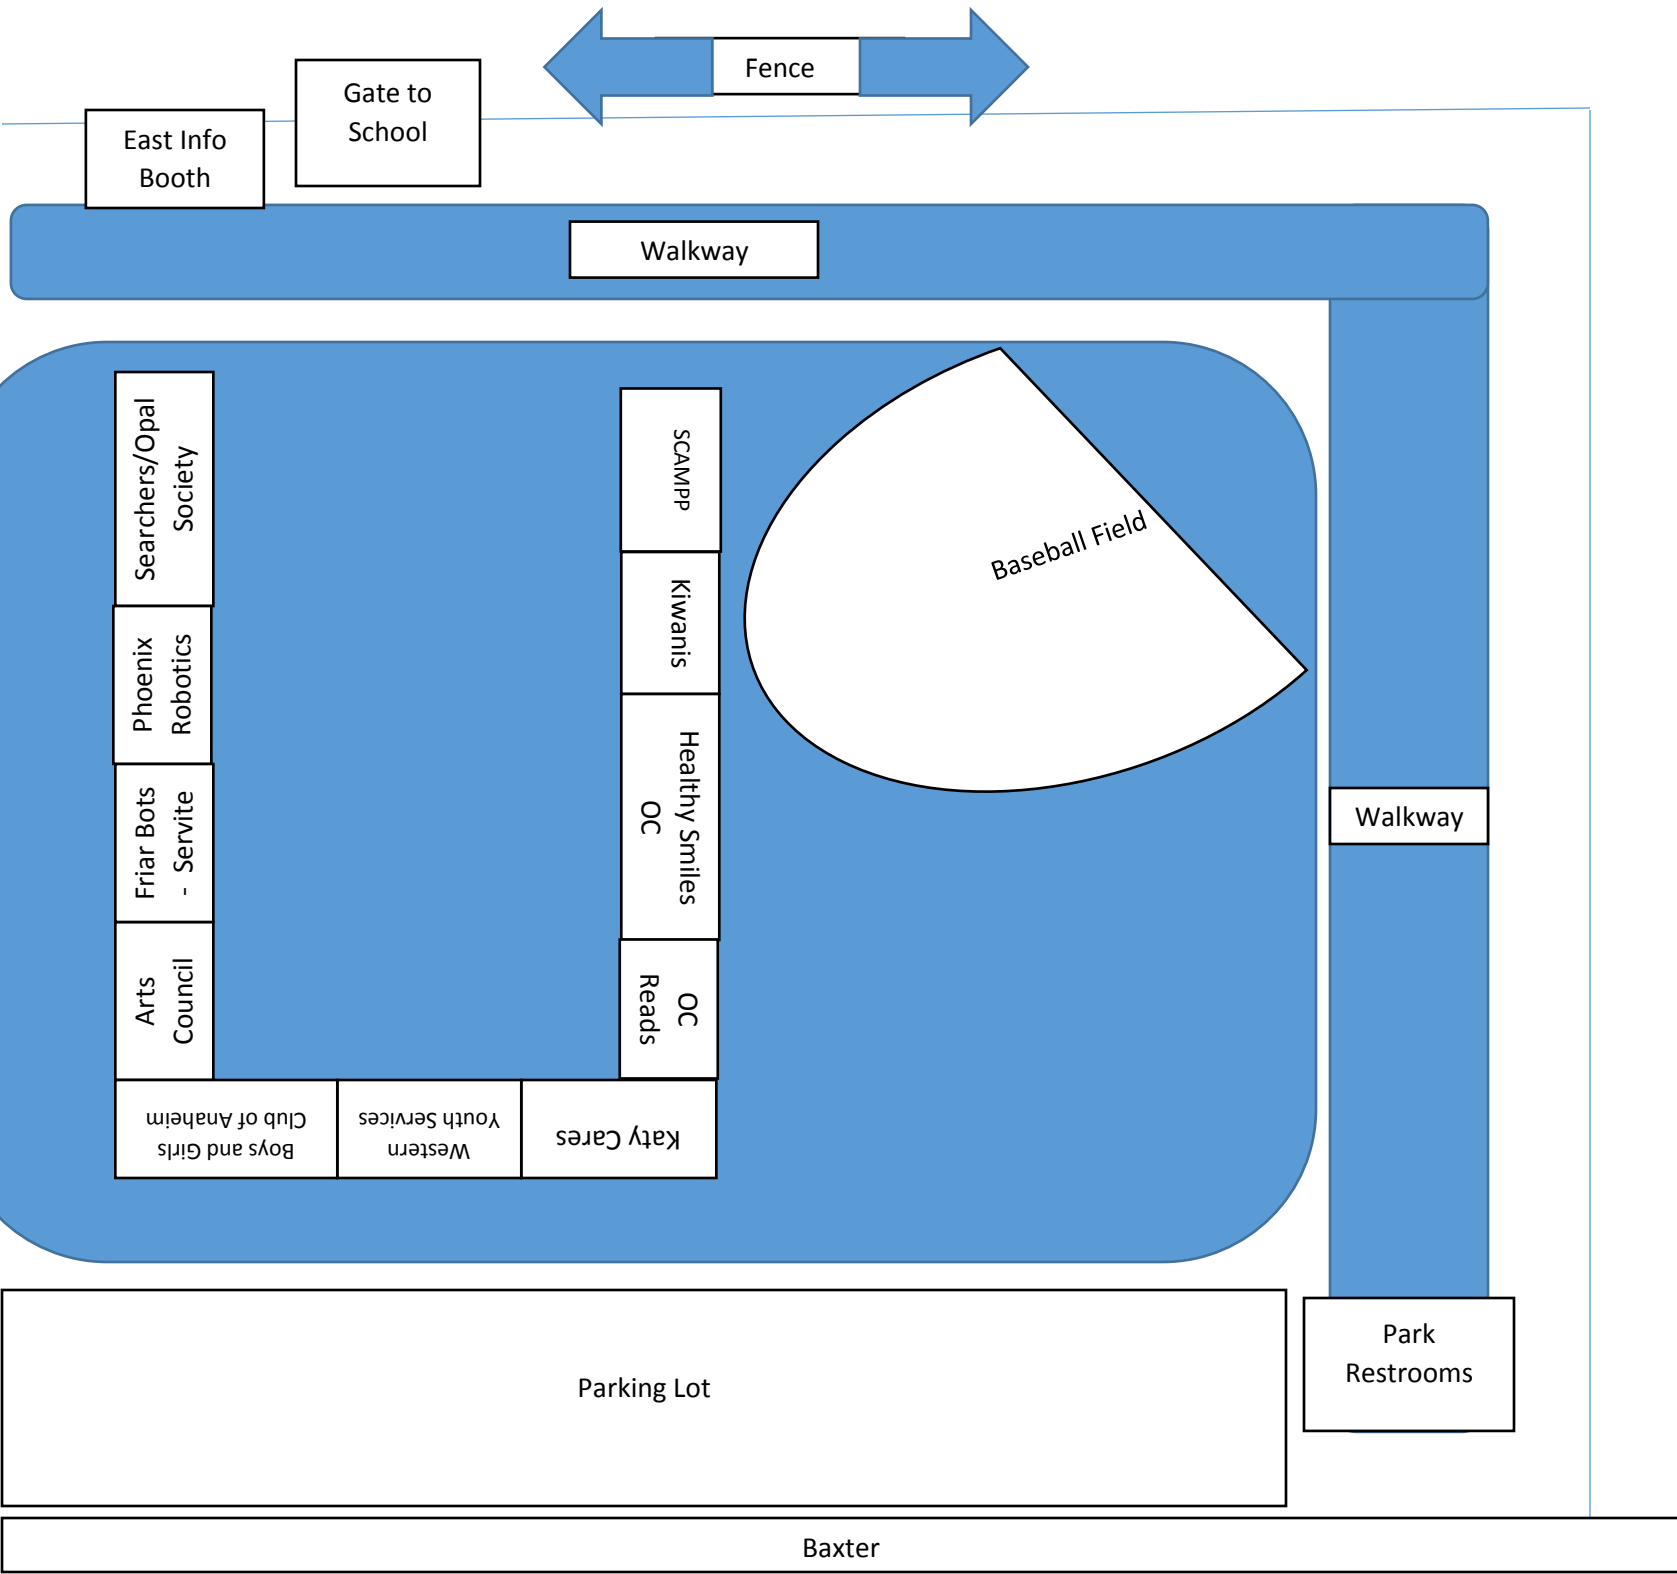 Fence
Gate to
School
East Info
Booth
Walkway
Searchers/Opal
Society
SCAMPP
Baseball Field
Kiwanis
Phoenix
Robotics
Healthy Smiles
OC
Friar Bots
- Servite
Walkway
Arts
Council
OC
Reads
Boys and Girls
Club of Anaheim
Western
Youth Services
Katy Cares
Park
Restrooms
Parking Lot
Baxter